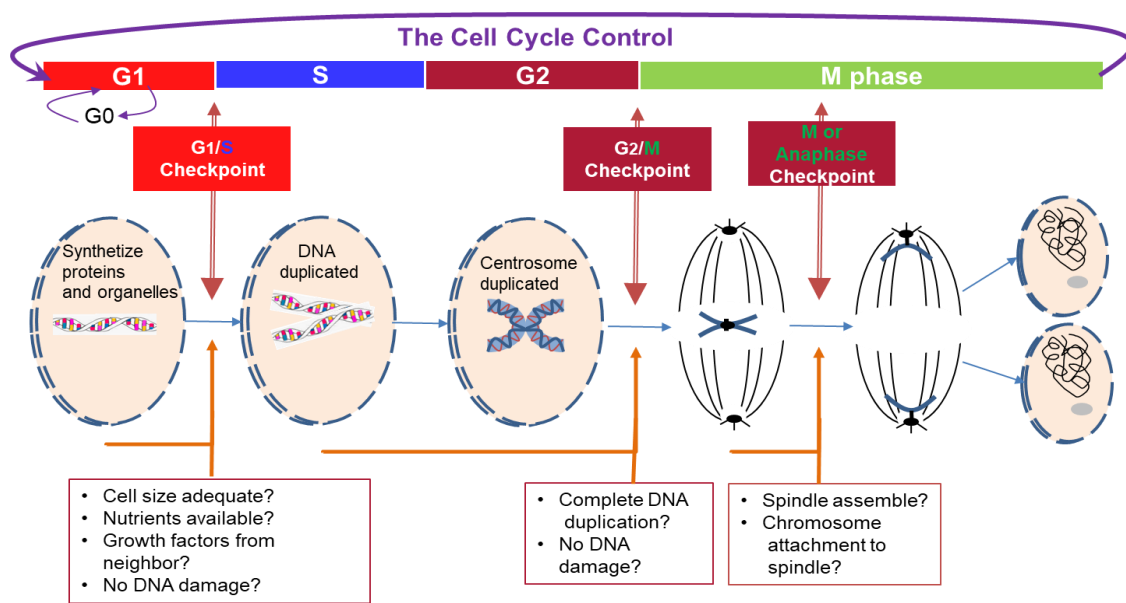 The Cell Cycle Control
G1
S
G2
M phase
G0
G1/S
Checkpoint
G2/M
Checkpoint
M or
Anaphase
Checkpoint
Synthetize
proteins
and organelles
DNA
duplicated
Centrosome
duplicated
• Cell size adequate?
• Nutrients available?
• Growth factors from
neighbor?
• No DNA damage?
• Complete DNA
duplication?
• No DNA
damage?
• Spindle assemble?
• Chromosome
attachment to
spindle?